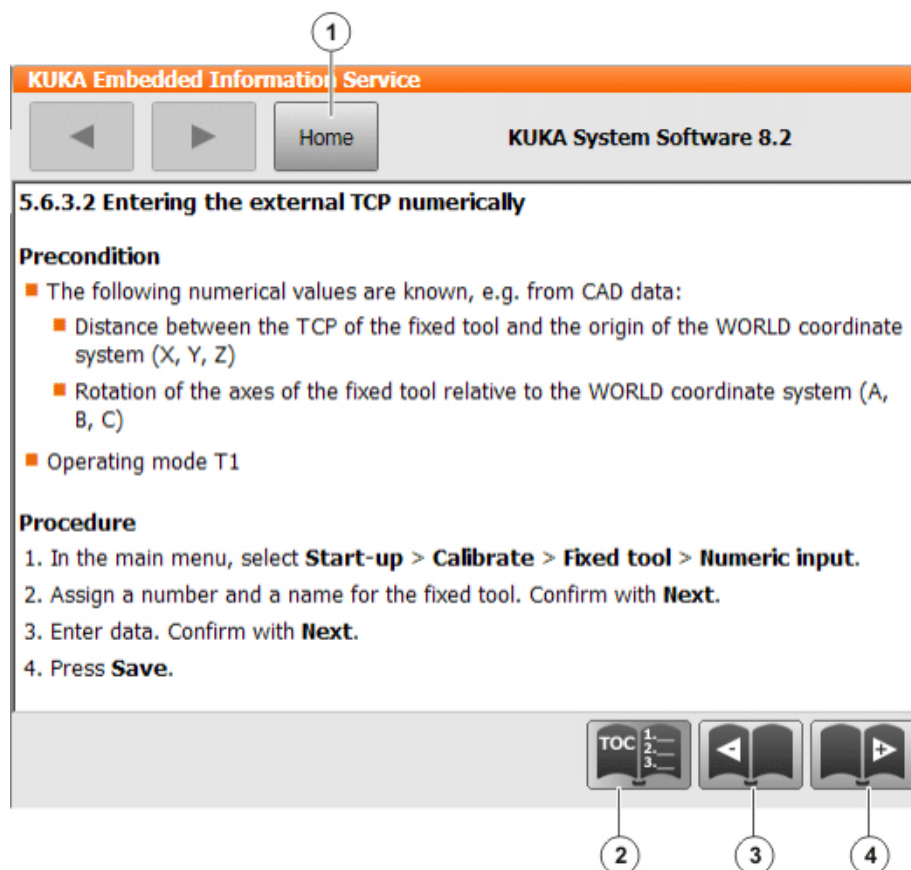 1
KUKA Embedded Information Service
Home
KUKA System Software 8.2
5.6.3.2 Entering the external TCP numerically
Precondition
The following numerical values are known, e.g. from CAD data:
Distance between the TCP of the fixed tool and the origin of the WORLD coordinate
system (X, Y, Z)
Rotation of the axes of the fixed tool relative to the WORLD coordinate system (A,
B, C)
Operating mode T1
Procedure
1. In the main menu, select Start-up > Calibrate > Fixed tool > Numeric input.
2. Assign a number and a name for the fixed tool. Confirm with Next.
3. Enter data. Confirm with Next.
4. Press Save.
TOC 1.__
2.__
3.__
-
+
2
3
4